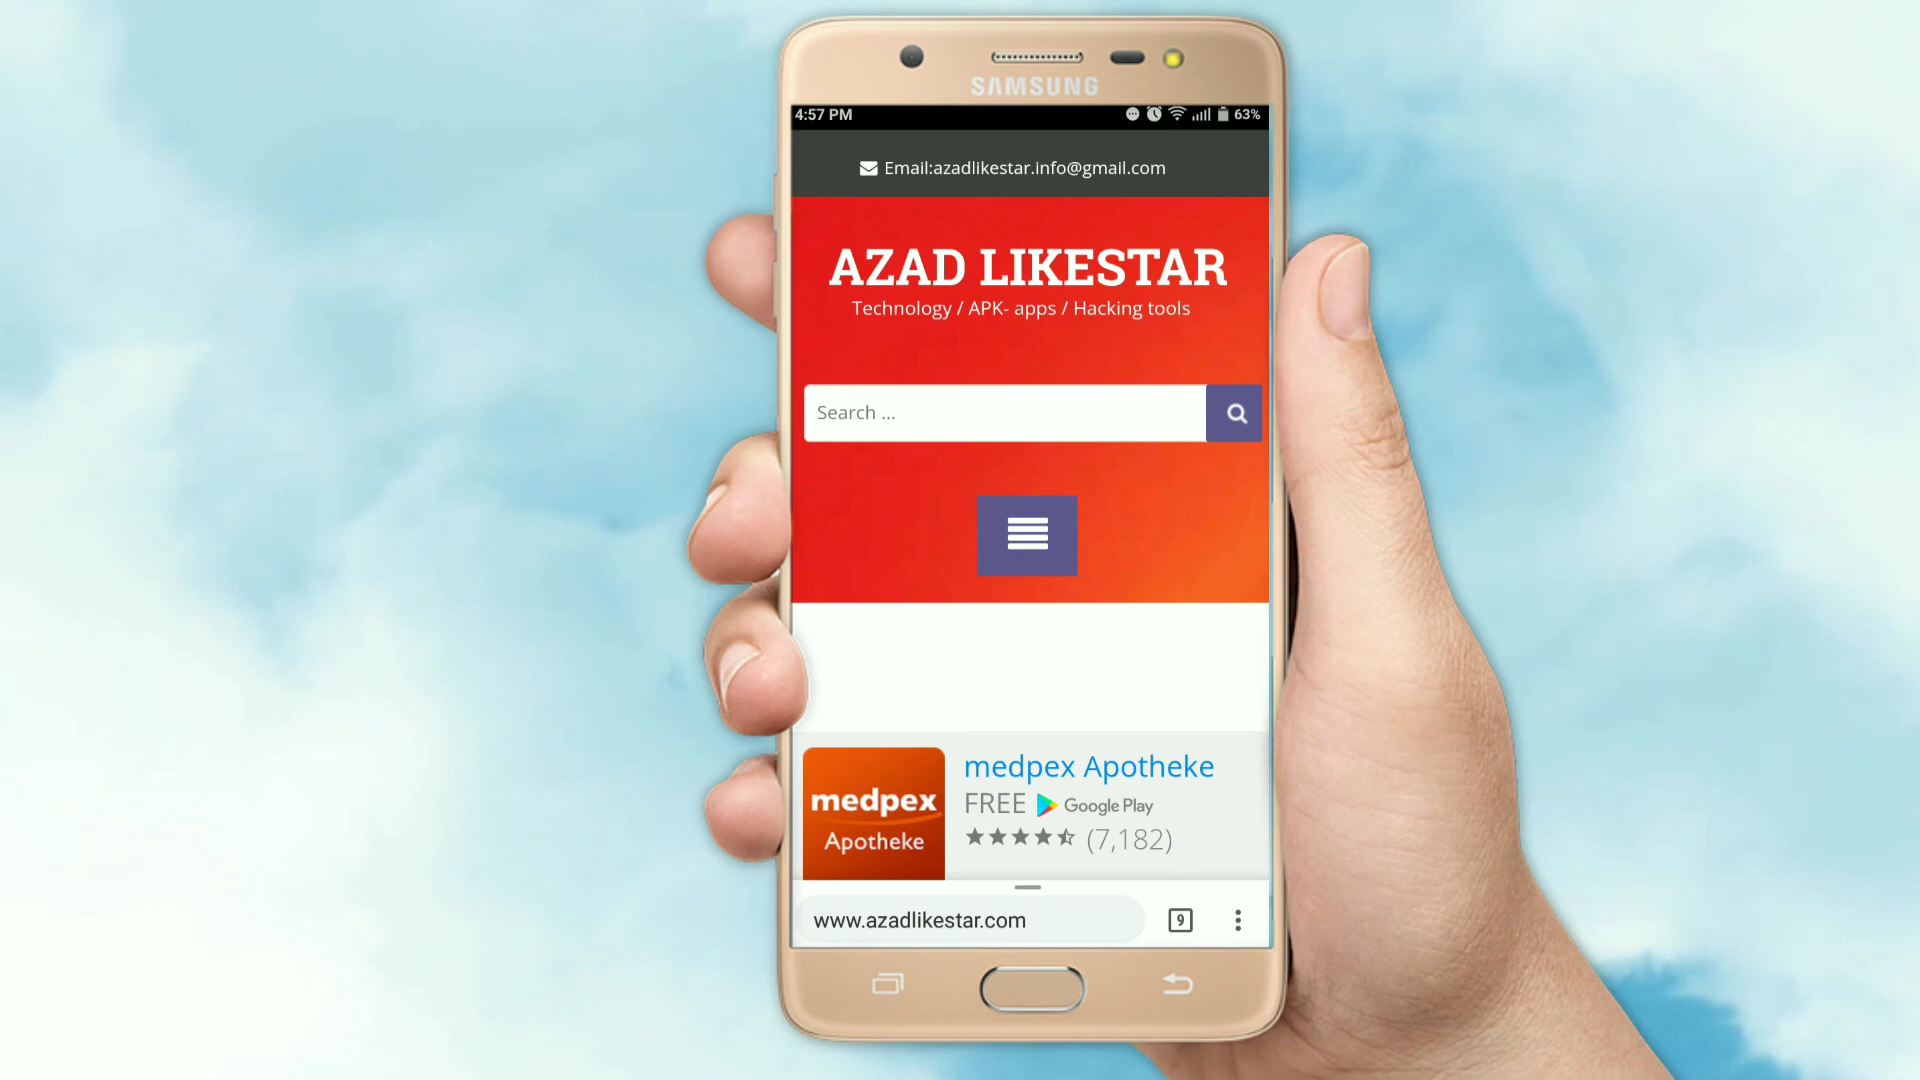 SAMSUNG
4:57 PM
63%
Email:azadlikestar.info@gmail.com
AZAD LIKESTAR
Technology / APK- apps / Hacking tools
Search ...
medpex
Apotheke
medpex Apotheke
FREE Google Play
(7,182)
www.azadlikestar.com
9